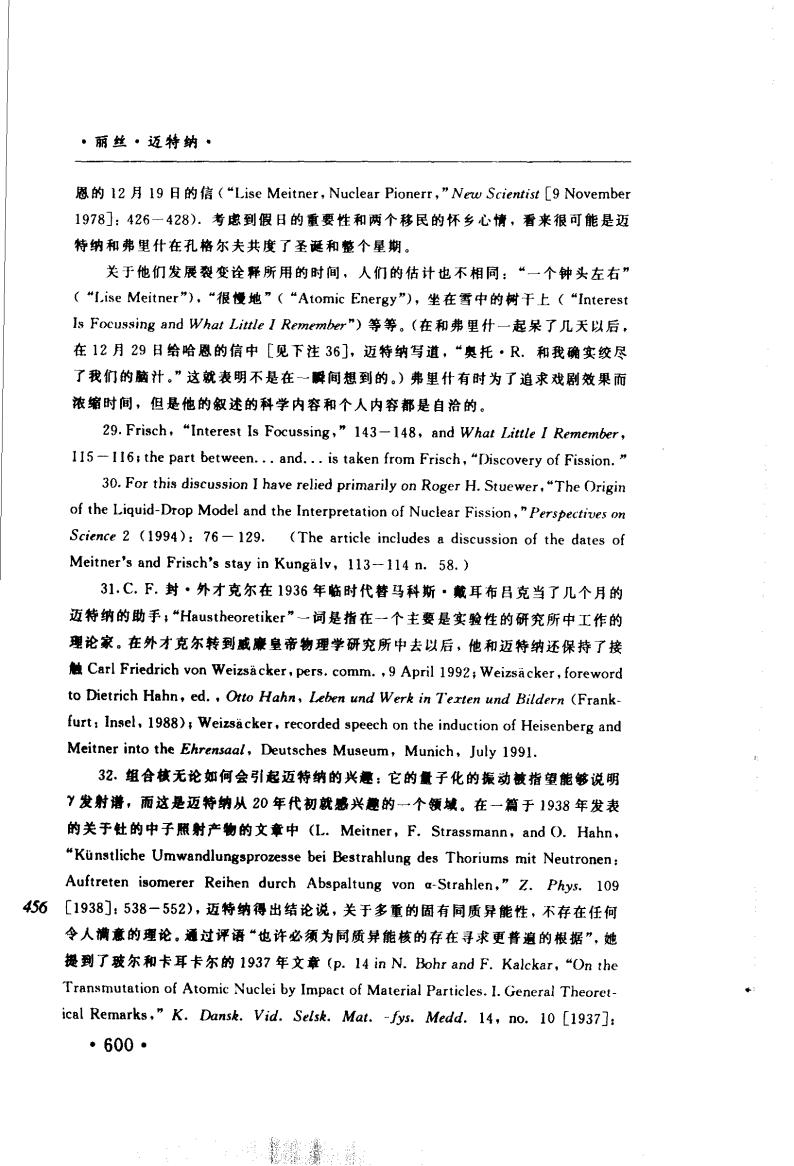 ·丽丝·迈特纳·
恩的 12 月 19 日的信 (“Lise Meitner, Nuclear Pionerr,” New Scientist [9 November
1978]: 426—428). 考虑到假日的重要性和两个移民的怀乡心情，看来很可能是迈
特纳和弗里什在孔格尔夫共度了圣诞和整个星期。
关于他们发展裂变诠释所用的时间，人们的估计也不相同：“一个钟头左右”
(“Lise Meitner”)，“很慢地”(“Atomic Energy”)，坐在雪中的树干上 (“Interest
Is Focussing and What Little I Remember”) 等等。(在和弗里什一起呆了几天以后，
在 12 月 29 日给哈恩的信中 [见下注 36]，迈特纳写道，“奥托·R. 和我确实绞尽
了我们的脑汁。”这就表明不是在一瞬间想到的。) 弗里什有时为了追求戏剧效果而
浓缩时间，但是他的叙述的科学内容和个人内容都是自洽的。
29. Frisch, “Interest Is Focussing,” 143—148, and What Little I Remember,
115—116; the part between... and... is taken from Frisch, “Discovery of Fission.”
30. For this discussion I have relied primarily on Roger H. Stuewer, “The Origin
of the Liquid-Drop Model and the Interpretation of Nuclear Fission,” Perspectives on
Science 2 (1994): 76—129. (The article includes a discussion of the dates of
Meitner's and Frisch's stay in Kungälv, 113—114 n. 58.)
31. C. F. 封·外才克尔在 1936 年临时代替马科斯·戴耳布吕克当了几个月的
迈特纳的助手；“Haustheoretiker”一词是指在一个主要是实验性的研究所中工作的
理论家。在外才克尔转到威廉皇帝物理学研究所中去以后，他和迈特纳还保持了接
触 Carl Friedrich von Weizsäcker, pers. comm., 9 April 1992; Weizsäcker, foreword
to Dietrich Hahn, ed., Otto Hahn, Leben und Werk in Texten und Bildern (Frank-
furt: Insel, 1988); Weizsäcker, recorded speech on the induction of Heisenberg and
Meitner into the Ehrensaal, Deutsches Museum, Munich, July 1991.
32. 组合核无论如何会引起迈特纳的兴趣；它的量子化的振动被指望能够说明
γ发射谱，而这是迈特纳从 20 年代初就感兴趣的一个领域。在一篇于 1938 年发表
的关于钍的中子照射产物的文章中 (L. Meitner, F. Strassmann, and O. Hahn,
“Künstliche Umwandlungsprozesse bei Bestrahlung des Thoriums mit Neutronen:
Auftreten isomerer Reihen durch Abspaltung von α-Strahlen,” Z. Phys. 109
456 [1938]: 538—552)，迈特纳得出结论说，关于多重的固有同质异能性，不存在任何
令人满意的理论。通过评语“也许必须为同质异能核的存在寻求更普遍的根据”，她
提到了玻尔和卡耳卡尔的 1937 年文章 (p. 14 in N. Bohr and F. Kalckar, “On the
Transmutation of Atomic Nuclei by Impact of Material Particles. I. General Theoret-
ical Remarks,” K. Dansk. Vid. Selsk. Mat. -fys. Medd. 14, no. 10 [1937]:
·600·